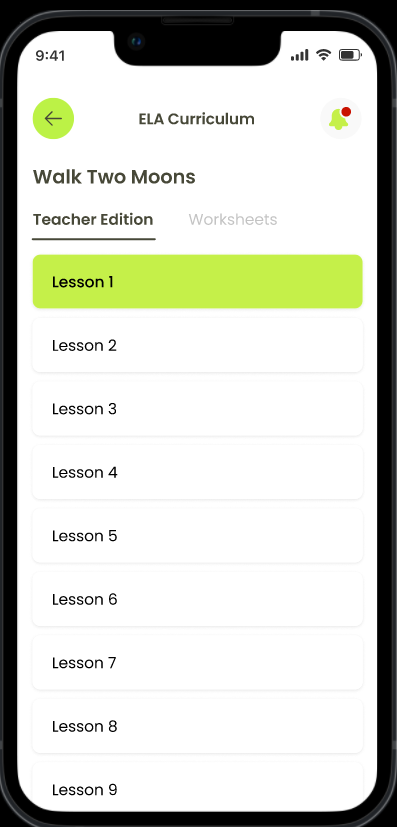 9:41
ELA Curriculum
Walk Two Moons
Teacher Edition Worksheets
Lesson 1
Lesson 2
Lesson 3
Lesson 4
Lesson 5
Lesson 6
Lesson 7
Lesson 8
Lesson 9